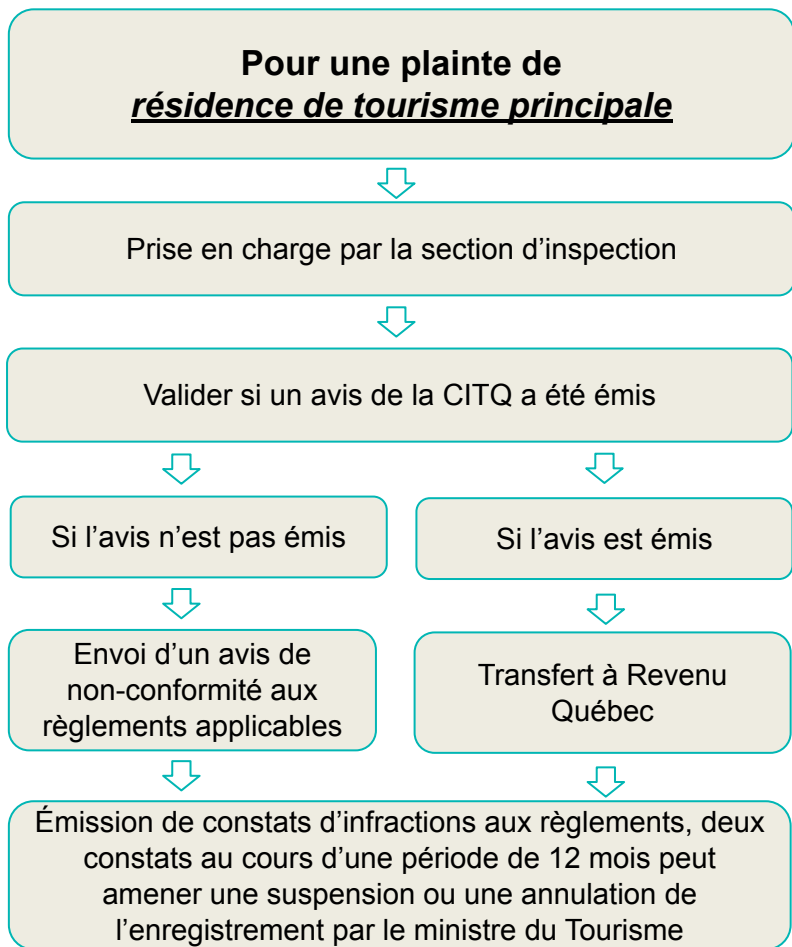 Pour une plainte de
résidence de tourisme principale
Prise en charge par la section d'inspection
Valider si un avis de la CITQ a été émis
Si l'avis n'est pas émis
Si l'avis est émis
Envoi d'un avis de
non-conformité aux
règlements applicables
Transfert à Revenu
Québec
Émission de constats d'infractions aux règlements, deux
constats au cours d'une période de 12 mois peut
amener une suspension ou une annulation de
l'enregistrement par le ministre du Tourisme